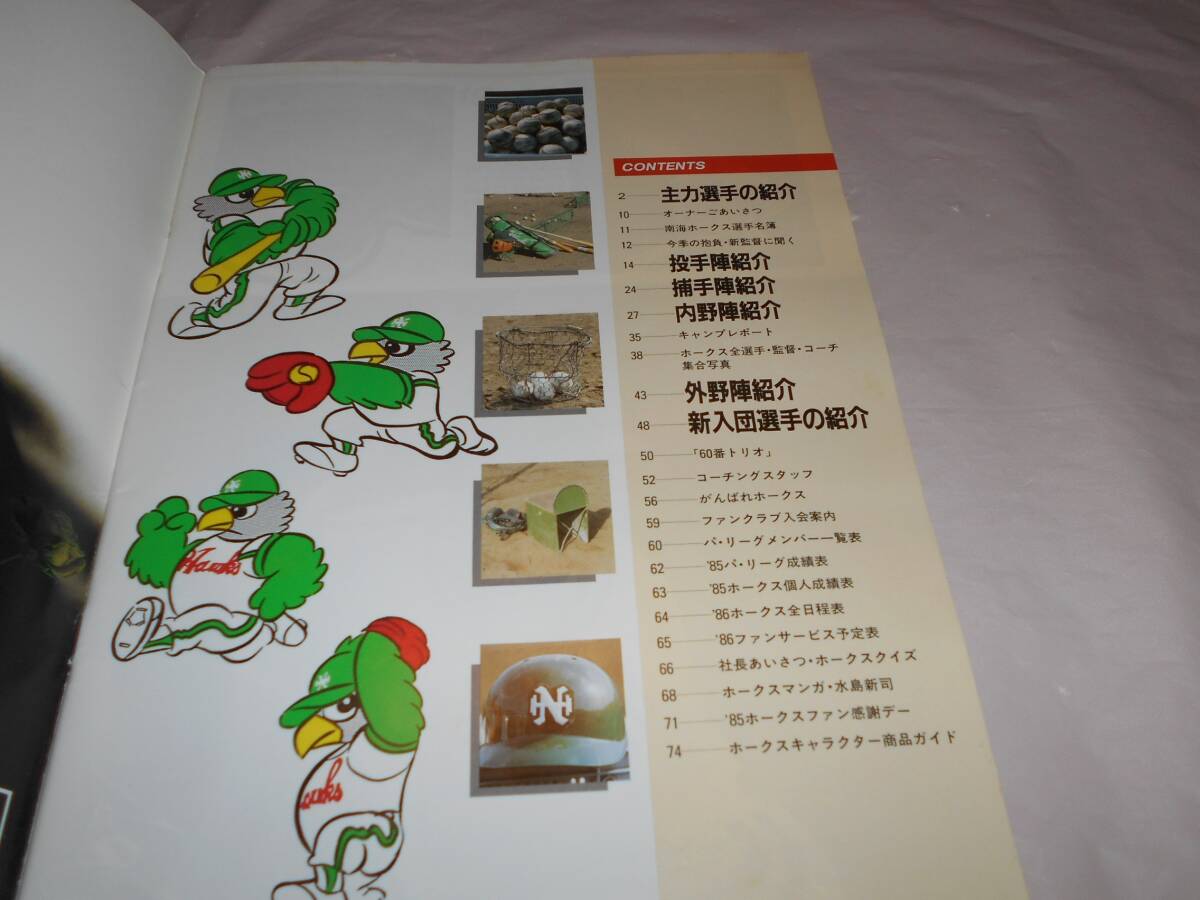 CONTENTS
2 主力選手の紹介
10 オーナーごあいさつ
11 南海ホークス選手名簿
12 今季の抱負・新監督に聞く
14 投手陣紹介
24 捕手陣紹介
27 内野陣紹介
35 キャンプレポート
38 ホークス全選手・監督・コーチ
集合写真
43 外野陣紹介
48 新入団選手の紹介
50 「60番トリオ」
52 コーチングスタッフ
56 がんばれホークス
59 ファンクラブ入会案内
60 パ・リーグメンバー一覧表
62 '85パ・リーグ成績表
63 '85ホークス個人成績表
64 '86ホークス全日程表
65 '86ファンサービス予定表
66 社長あいさつ・ホークスクイズ
68 ホークスマンガ・水島新司
71 '85ホークスファン感謝デー
74 ホークスキャラクター商品ガイド
Hawks
awks
NH